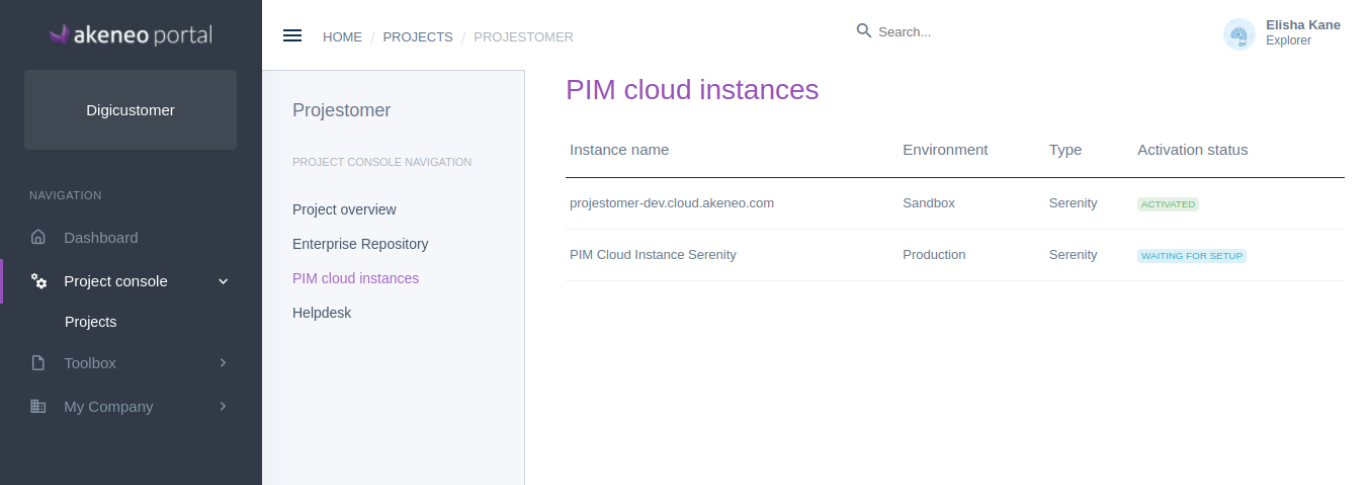 akeneo portal
Digicustomer
NAVIGATION
Dashboard
Project console
Projects
Toolbox
My Company
HOME / PROJECTS / PROJESTOMER
Search...
Elisha Kane
Explorer
Projestomer
PROJECT CONSOLE NAVIGATION
Project overview
Enterprise Repository
PIM cloud instances
Helpdesk
PIM cloud instances
Instance name Environment Type Activation status
projestomer-dev.cloud.akeneo.com Sandbox Serenity ACTIVATED
PIM Cloud Instance Serenity Production Serenity WAITING FOR SETUP